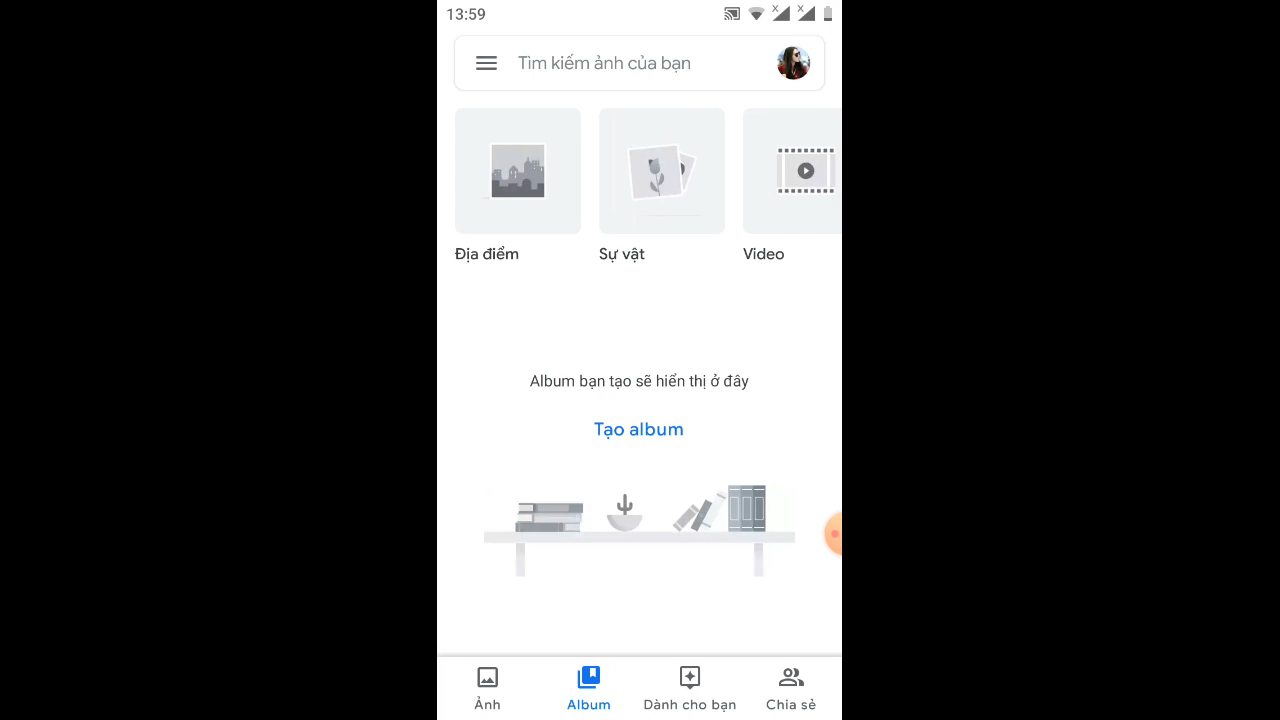 13:59
Tìm kiếm ảnh của bạn
Địa điểm
Sự vật
Video
Album bạn tạo sẽ hiển thị ở đây
Tạo album
Ảnh
Album
Dành cho bạn
Chia sẻ